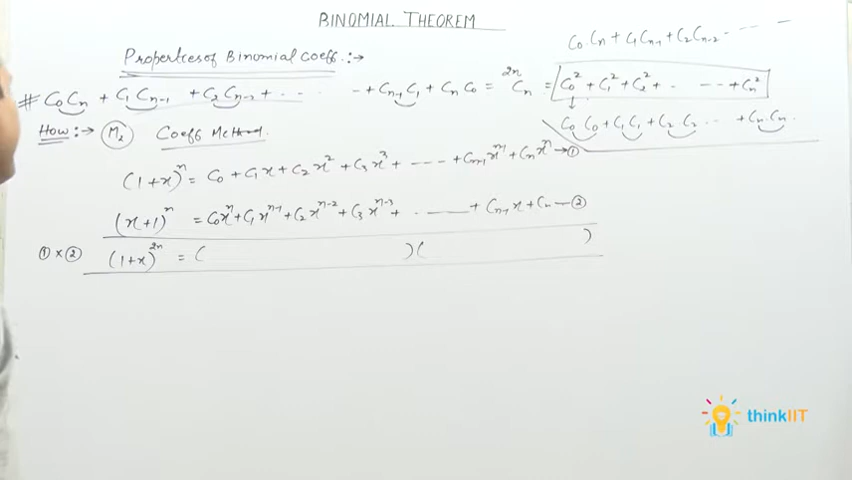 BINOMIAL THEOREM
C₀Cₙ + C₁Cₙ₋₁ + C₂Cₙ₋₂ - -- -
Properties of Binomial Coeff. :→
# C₀Cₙ + C₁Cₙ₋₁ + C₂Cₙ₋₂ + . . . . -- + Cₙ₋₁C₁ + CₙC₀ = ²ⁿCₙ = C₀² + C₁² + C₂² + . -- -- + Cₙ²
C₀C₀ + C₁C₁ + C₂C₂ . . . + Cₙ.Cₙ.
How :→ (M₂) Coeff Method.
(1+x)ⁿ = C₀ + C₁x + C₂x² + C₃x³ + ---- + Cₙ₋₁xⁿ⁻¹ + Cₙxⁿ → ①
(x+1)ⁿ = C₀xⁿ + C₁xⁿ⁻¹ + C₂xⁿ⁻² + C₃xⁿ⁻³ + . ---- + Cₙ₋₁x + Cₙ — ②
① × ② (1+x)²ⁿ = ( )( )
thinkIIT